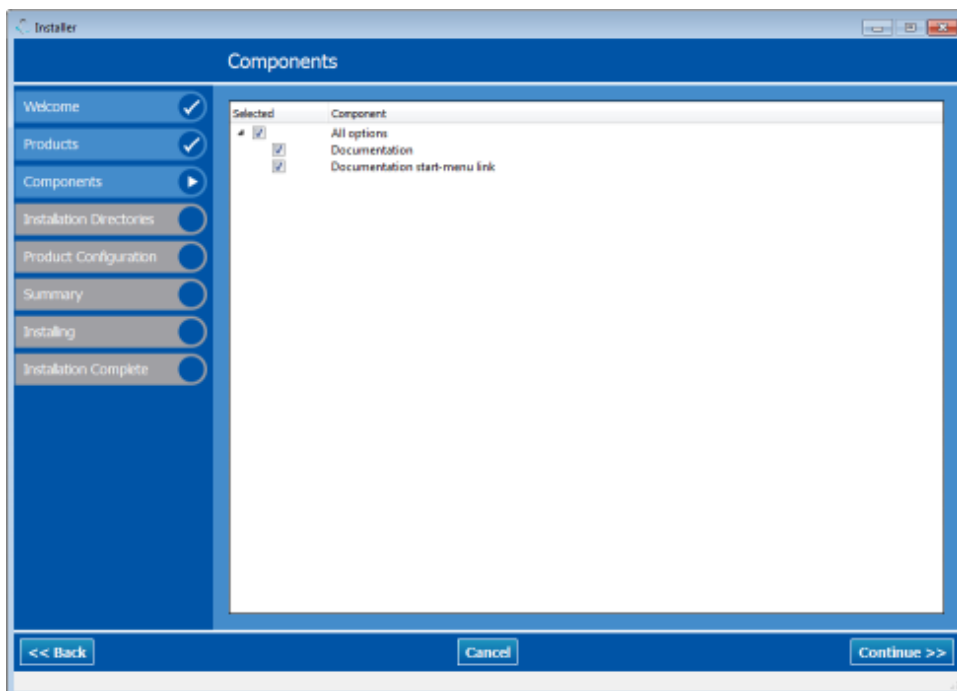 Installer
Components
Welcome
Products
Components
Installation Directories
Product Configuration
Summary
Installing
Installation Complete
Selected Component
All options
Documentation
Documentation start-menu link
<< Back Cancel Continue >>